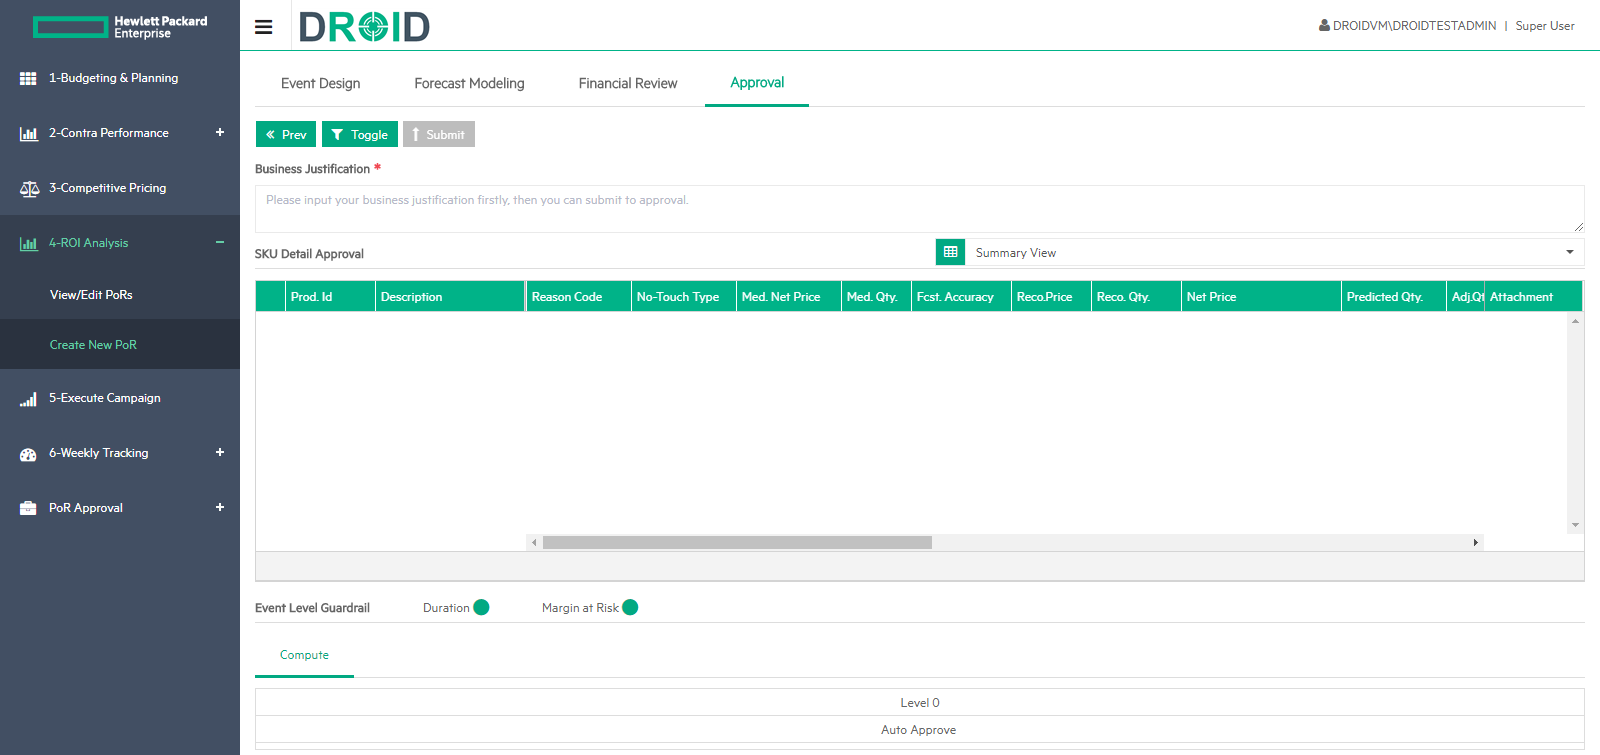 Hewlett Packard
Enterprise
DROID
DROIDVM\DROIDTESTADMIN | Super User
1-Budgeting & Planning
2-Contra Performance +
3-Competitive Pricing
4-ROI Analysis −
View/Edit PoRs
Create New PoR
5-Execute Campaign
6-Weekly Tracking +
PoR Approval +
Event Design Forecast Modeling Financial Review Approval
« Prev Toggle Submit
Business Justification *
Please input your business justification firstly, then you can submit to approval.
SKU Detail Approval Summary View
Prod. Id Description Reason Code No-Touch Type Med. Net Price Med. Qty. Fcst. Accuracy Reco.Price Reco. Qty. Net Price Predicted Qty. Adj.Qt Attachment
Event Level Guardrail Duration Margin at Risk
Compute
Level 0
Auto Approve